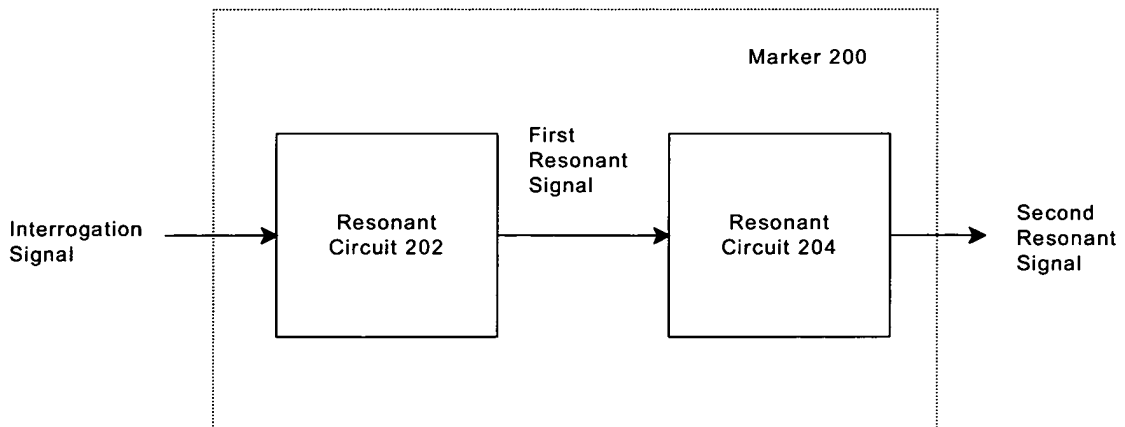 Marker 200
First
Resonant
Signal
Interrogation
Signal
Resonant
Circuit 202
Resonant
Circuit 204
Second
Resonant
Signal